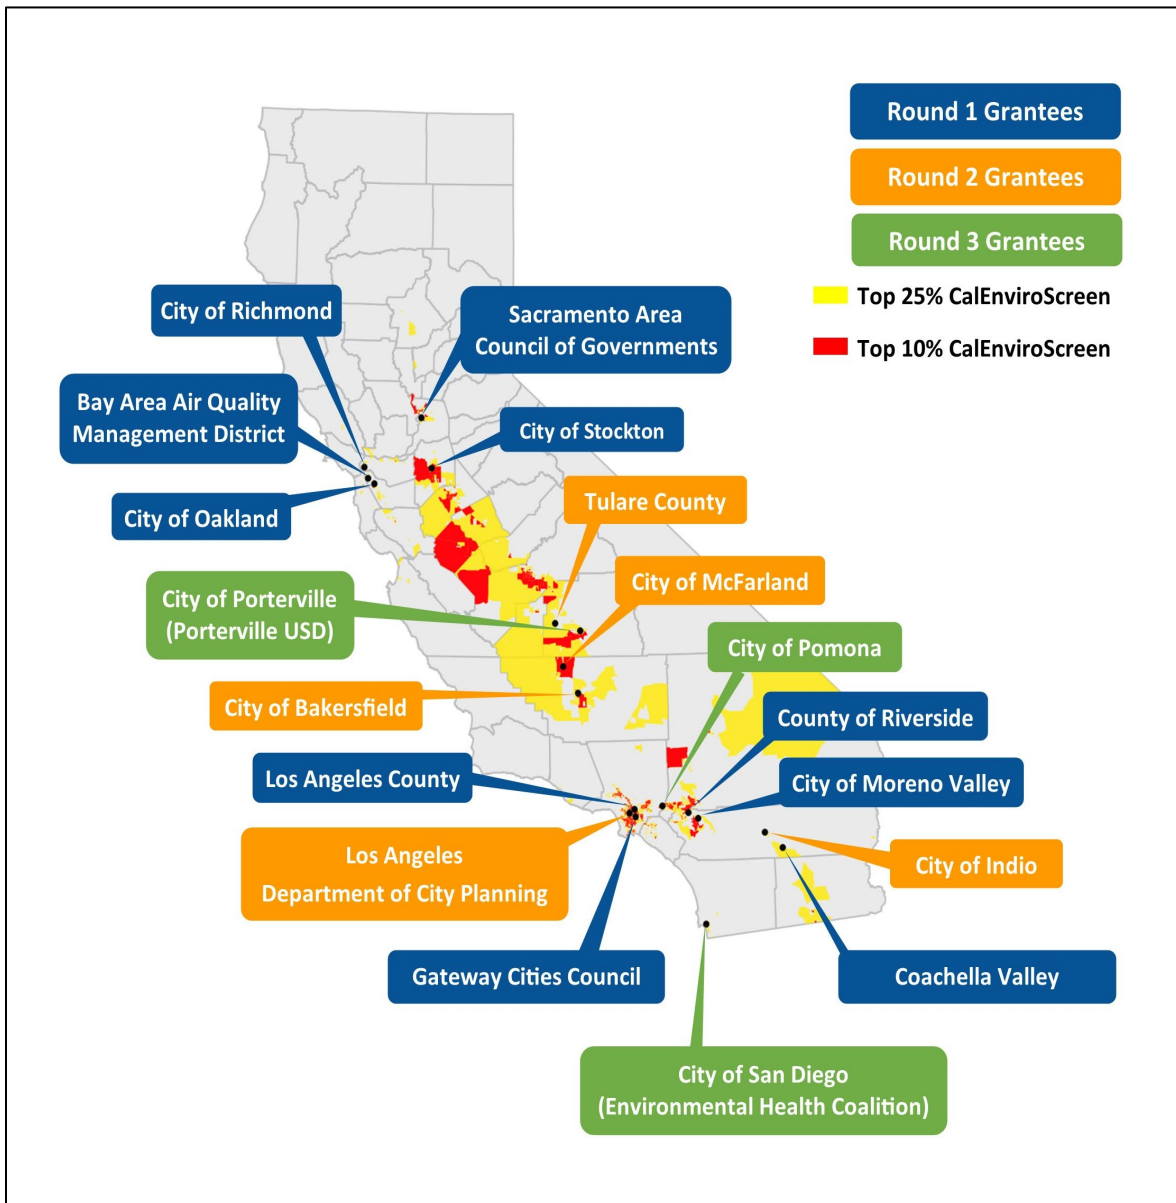 Round 1 Grantees
Round 2 Grantees
Round 3 Grantees
Top 25% CalEnviroScreen
Top 10% CalEnviroScreen
City of Richmond
Sacramento Area
Council of Governments
Bay Area Air Quality
Management District
City of Stockton
City of Oakland
Tulare County
City of McFarland
City of Porterville
(Porterville USD)
City of Pomona
City of Bakersfield
County of Riverside
Los Angeles County
City of Moreno Valley
Los Angeles
Department of City Planning
City of Indio
Gateway Cities Council
Coachella Valley
City of San Diego
(Environmental Health Coalition)